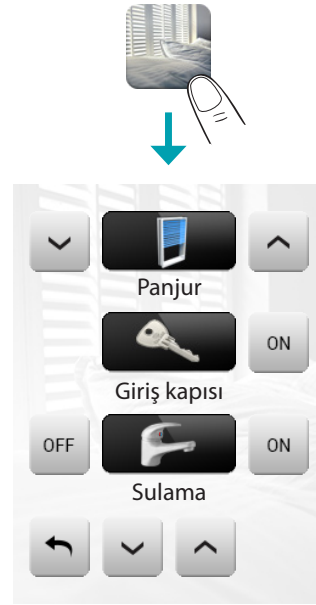 Panjur
ON
Giriş kapısı
OFF
ON
Sulama